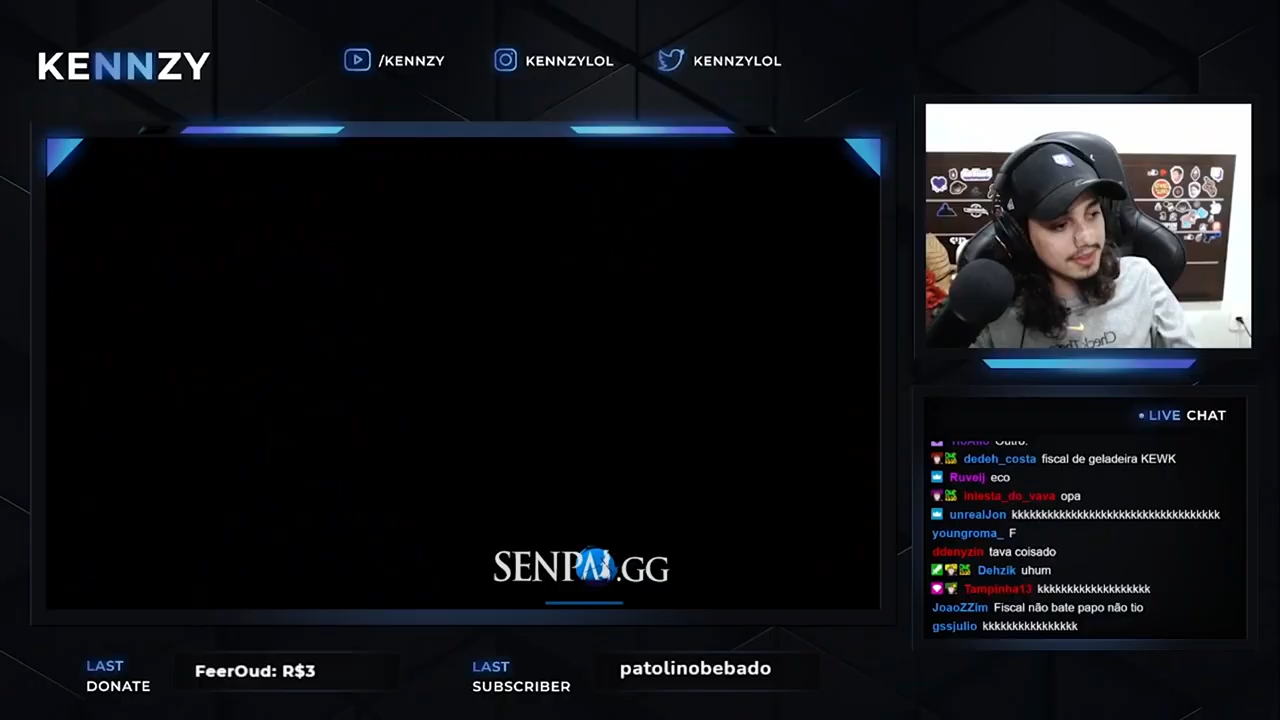 KENNZY
/KENNZY
KENNZYLOL
KENNZYLOL
LIVE CHAT
Outro.
dedeh_costa fiscal de geladeira KEWK
Ruveij eco
iniesta_do_vava opa
unrealJon kkkkkkkkkkkkkkkkkkkkkkkkkkkkkkkkkkk
youngroma_ F
ddenyzin tava coisado
Dehzik uhum
Tampinha13 kkkkkkkkkkkkkkkkkkk
JoaoZZim Fiscal não bate papo não tio
gssjulio kkkkkkkkkkkkkkkk
SENPAI.GG
LAST DONATE
FeerOud: R$3
LAST SUBSCRIBER
patolinobebado